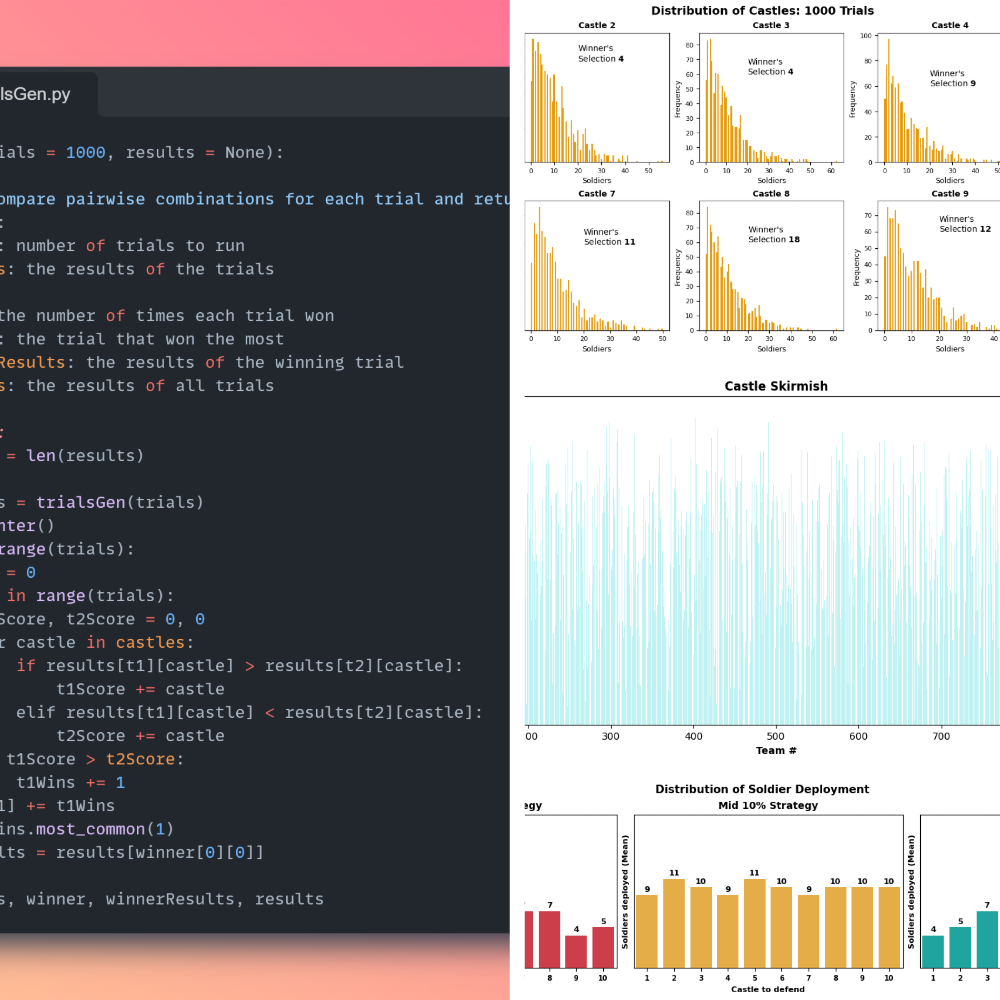 lsGen.py
ials = 1000, results = None):
ompare pairwise combinations for each trial and retu
:
: number of trials to run
s: the results of the trials
the number of times each trial won
: the trial that won the most
Results: the results of the winning trial
s: the results of all trials
:
= len(results)
s = trialsGen(trials)
nter()
range(trials):
= 0
in range(trials):
Score, t2Score = 0, 0
r castle in castles:
if results[t1][castle] > results[t2][castle]:
t1Score += castle
elif results[t1][castle] < results[t2][castle]:
t2Score += castle
t1Score > t2Score:
t1Wins += 1
1] += t1Wins
ins.most_common(1)
lts = results[winner[0][0]]
s, winner, winnerResults, results
Distribution of Castles: 1000 Trials
Castle 2
Winner's
Selection 4
0 10 20 30 40 50
Soldiers
Castle 3
Frequency
80
70
60
50
40
30
20
10
0
Winner's
Selection 4
0 10 20 30 40 50 60
Soldiers
Castle 4
Frequency
100
80
60
40
20
0
Winner's
Selection 9
0 10 20 30 40 50
Soldiers
Castle 7
Winner's
Selection 11
0 10 20 30 40 50
Soldiers
Castle 8
Frequency
80
70
60
50
40
30
20
10
0
Winner's
Selection 18
0 10 20 30 40 50 60
Soldiers
Castle 9
Frequency
70
60
50
40
30
20
10
0
Winner's
Selection 12
0 10 20 30 40
Soldiers
Castle Skirmish
00 300 400 500 600 700
Team #
Distribution of Soldier Deployment
egy
7 4 5
8 9 10
Mid 10% Strategy
Soldiers deployed (Mean)
9 11 10 9 11 10 9 10 10 10
1 2 3 4 5 6 7 8 9 10
Castle to defend
Soldiers deployed (Mean)
4 5 7
1 2 3